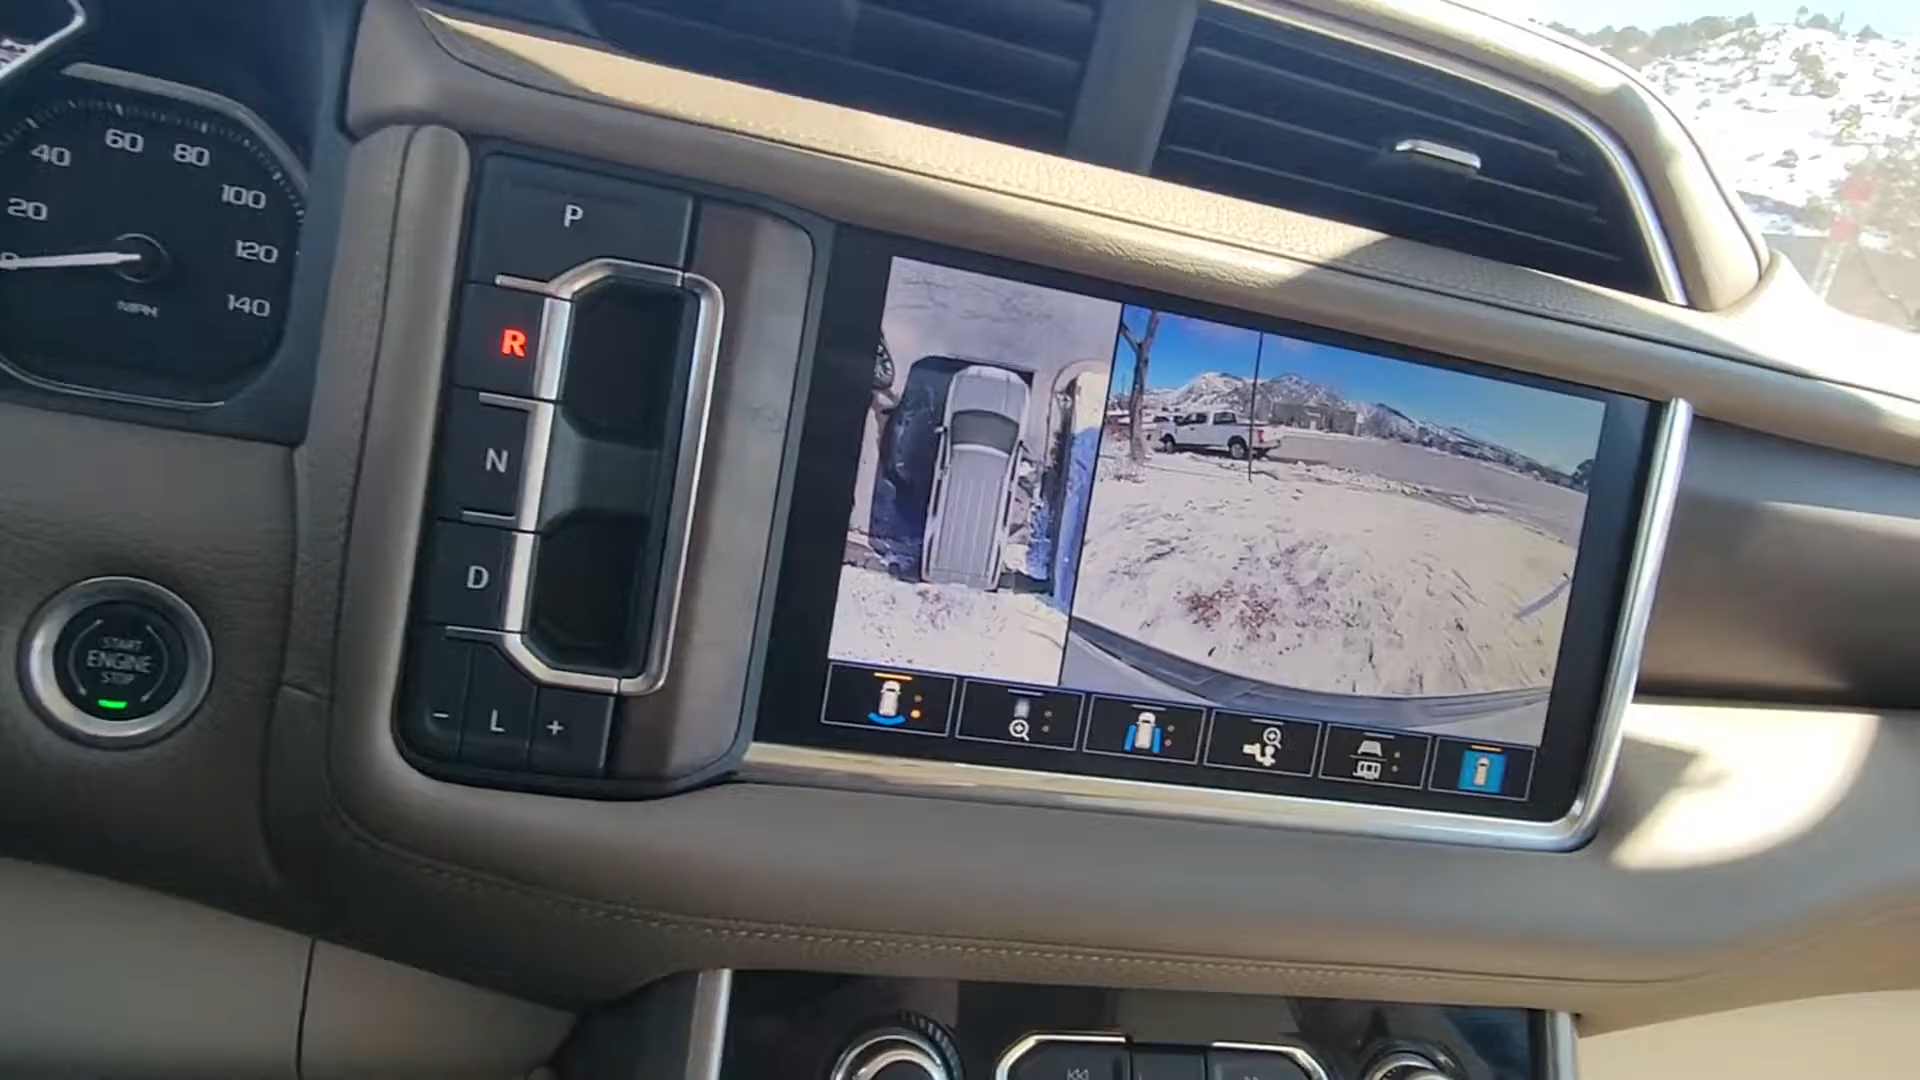 20
40
60
80
100
120
140
MPH
P
R
N
D
- L +
START
ENGINE
STOP